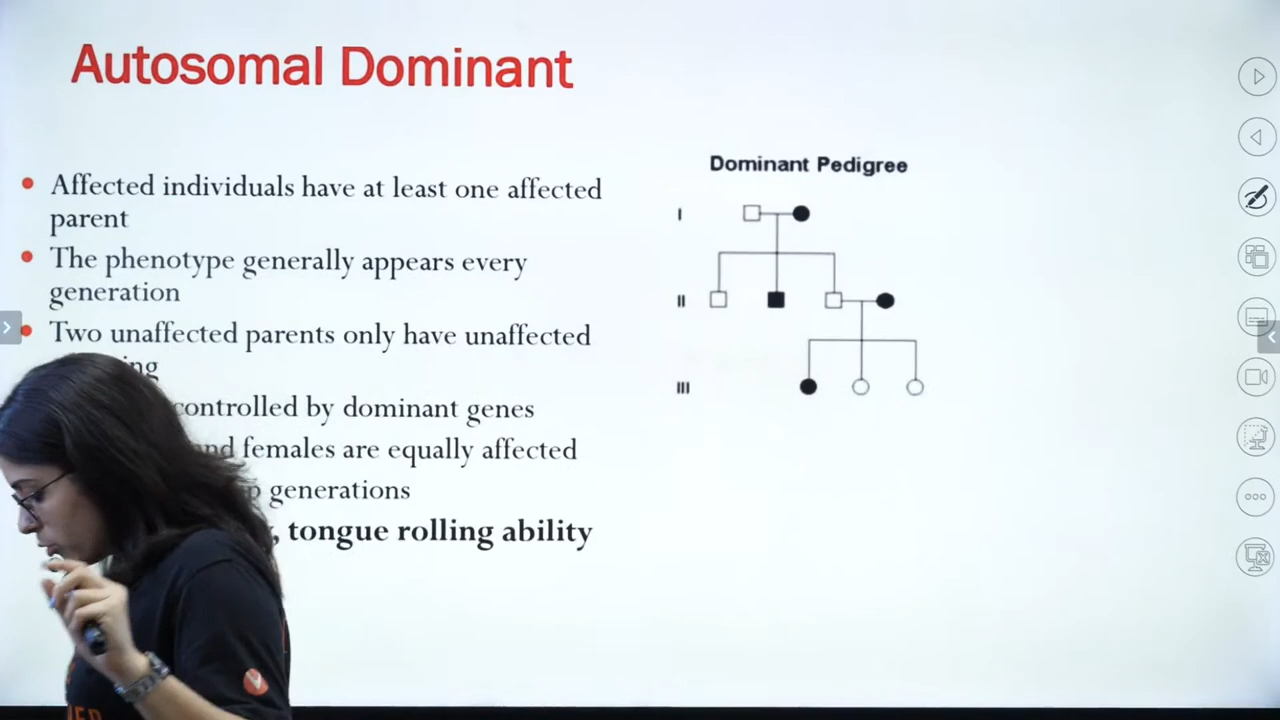 Autosomal Dominant
Affected individuals have at least one affected
parent
The phenotype generally appears every
generation
Two unaffected parents only have unaffected
ng
controlled by dominant genes
nd females are equally affected
generations
, tongue rolling ability
Dominant Pedigree
I
II
III